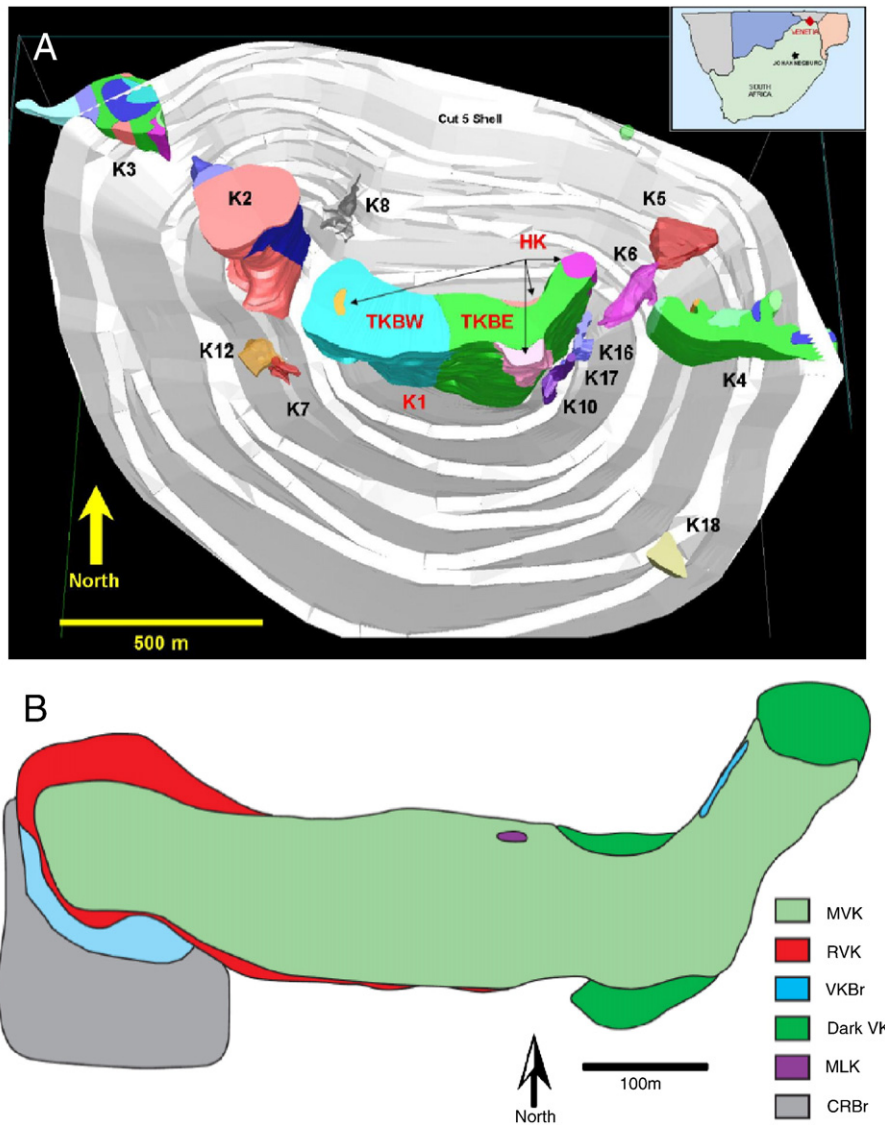 A
VENETIA
JOHANNESBURG
SOUTH
AFRICA
Cut 5 Shell
K3
K2
K8
K5
HK
K6
TKBW
TKBE
K12
K16
K17
K4
K7
K1
K10
K18
North
500 m
B
MVK
RVK
VKBr
Dark VK
MLK
CRBr
100m
North